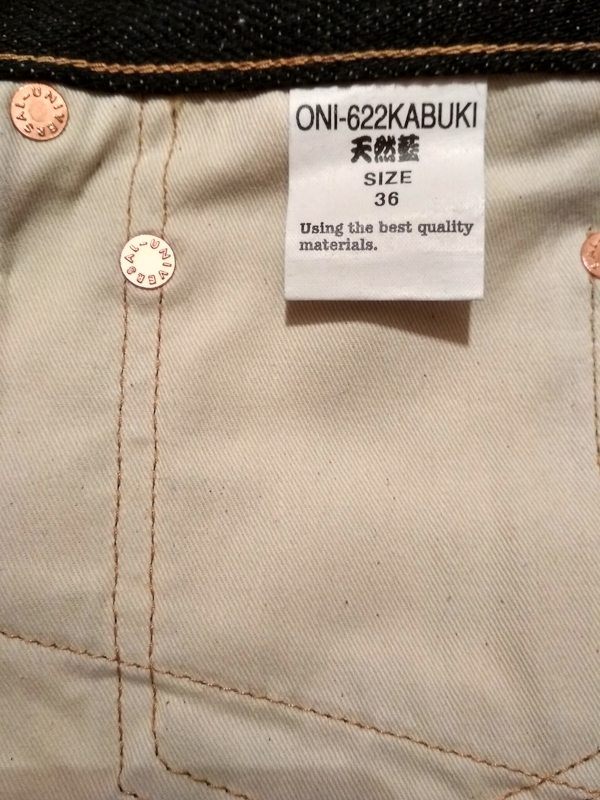 UNIVERSAL-
ONI-622KABUKI
天然藍
SIZE
36
Using the best quality
materials.
UNIVERSAL-